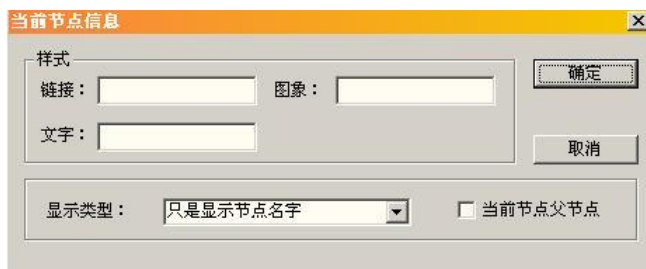 当前节点信息
样式
链接： 图象： 确定
文字： 取消
显示类型： 只是显示节点名字 当前节点父节点